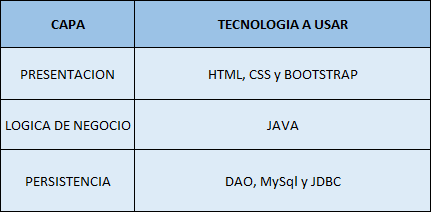 CAPA TECNOLOGIA A USAR
PRESENTACION HTML, CSS y BOOTSTRAP
LOGICA DE NEGOCIO JAVA
PERSISTENCIA DAO, MySql y JDBC